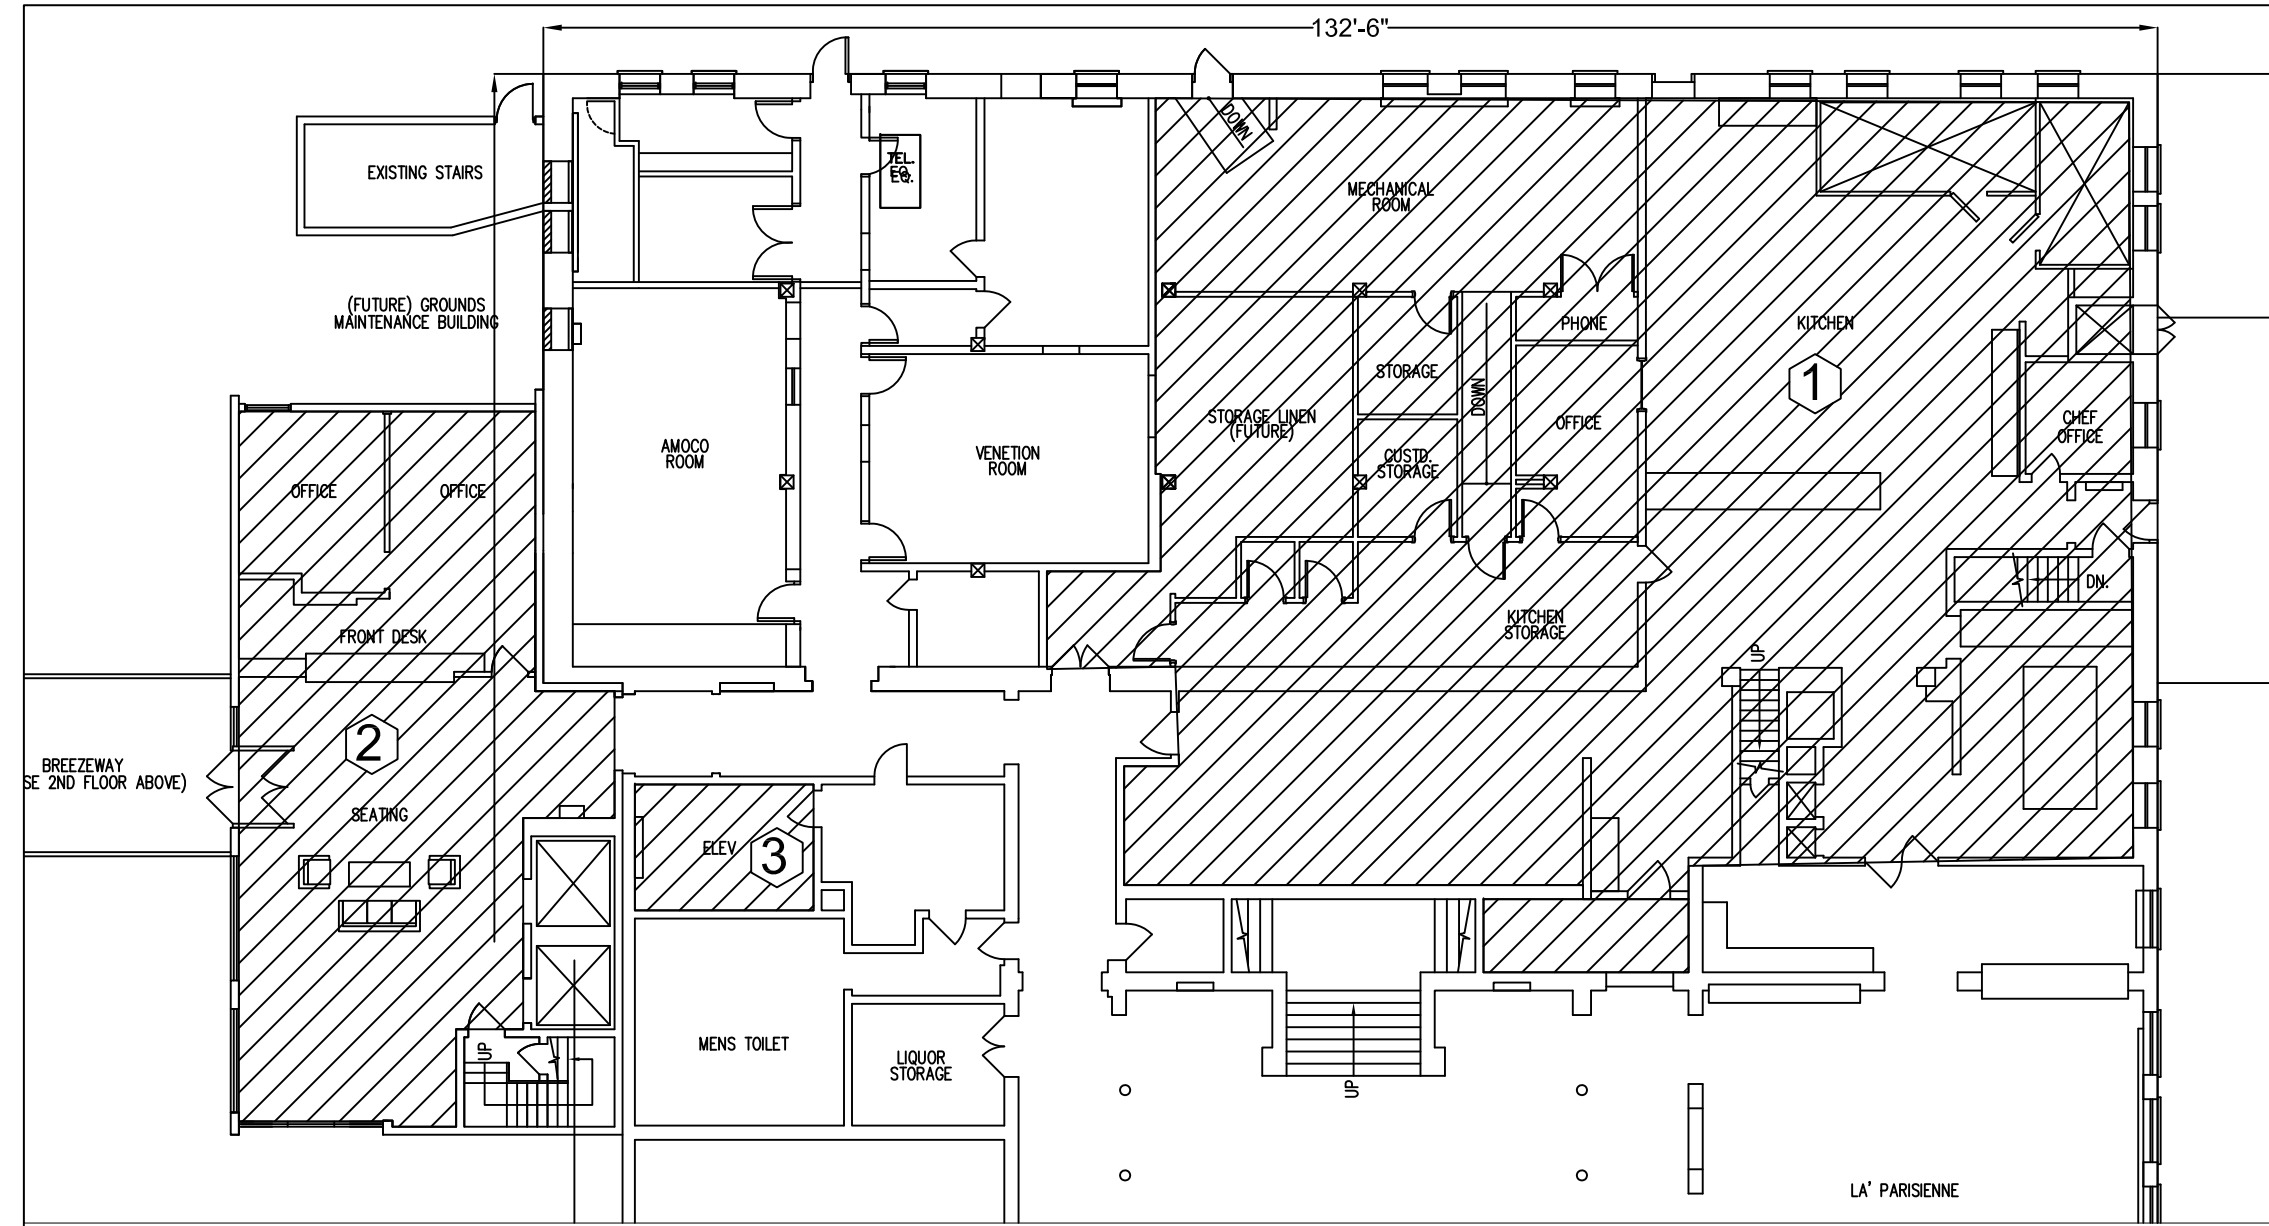 132'-6"
DOWN
EXISTING STAIRS
TEL.
EQ.
MECHANICAL
ROOM
(FUTURE) GROUNDS
MAINTENANCE BUILDING
PHONE
KITCHEN
1
STORAGE
DOWN
STORAGE LINEN
(FUTURE)
OFFICE
CHEF
OFFICE
AMOCO
ROOM
VENETION
ROOM
CUSTD.
STORAGE
OFFICE
OFFICE
DN.
FRONT DESK
KITCHEN
STORAGE
UP
2
BREEZEWAY
SE 2ND FLOOR ABOVE)
SEATING
ELEV
3
UP
MENS TOILET
LIQUOR
STORAGE
UP
LA' PARISIENNE